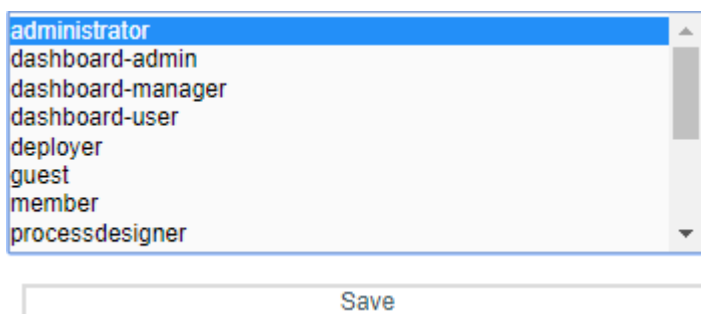 administrator
dashboard-admin
dashboard-manager
dashboard-user
deployer
guest
member
processdesigner
Save